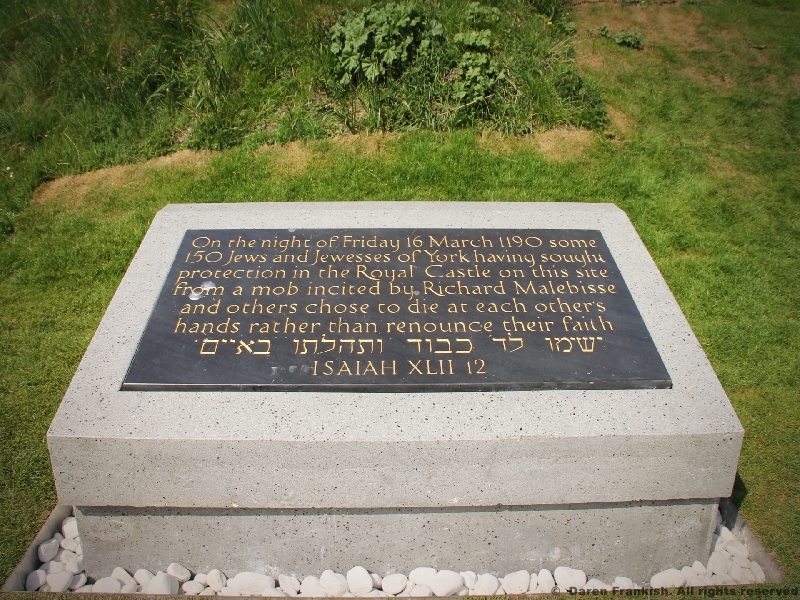 On the night of Friday 16 March 1190 some
150 Jews and Jewesses of York having sought
protection in the Royal Castle on this site
from a mob incited by Richard Malebisse
and others chose to die at each other's
hands rather than renounce their faith
ישימו לד׳ כבוד ותהלתו באיים
ISAIAH XLII 12
© Daren Frankish. All rights reserved